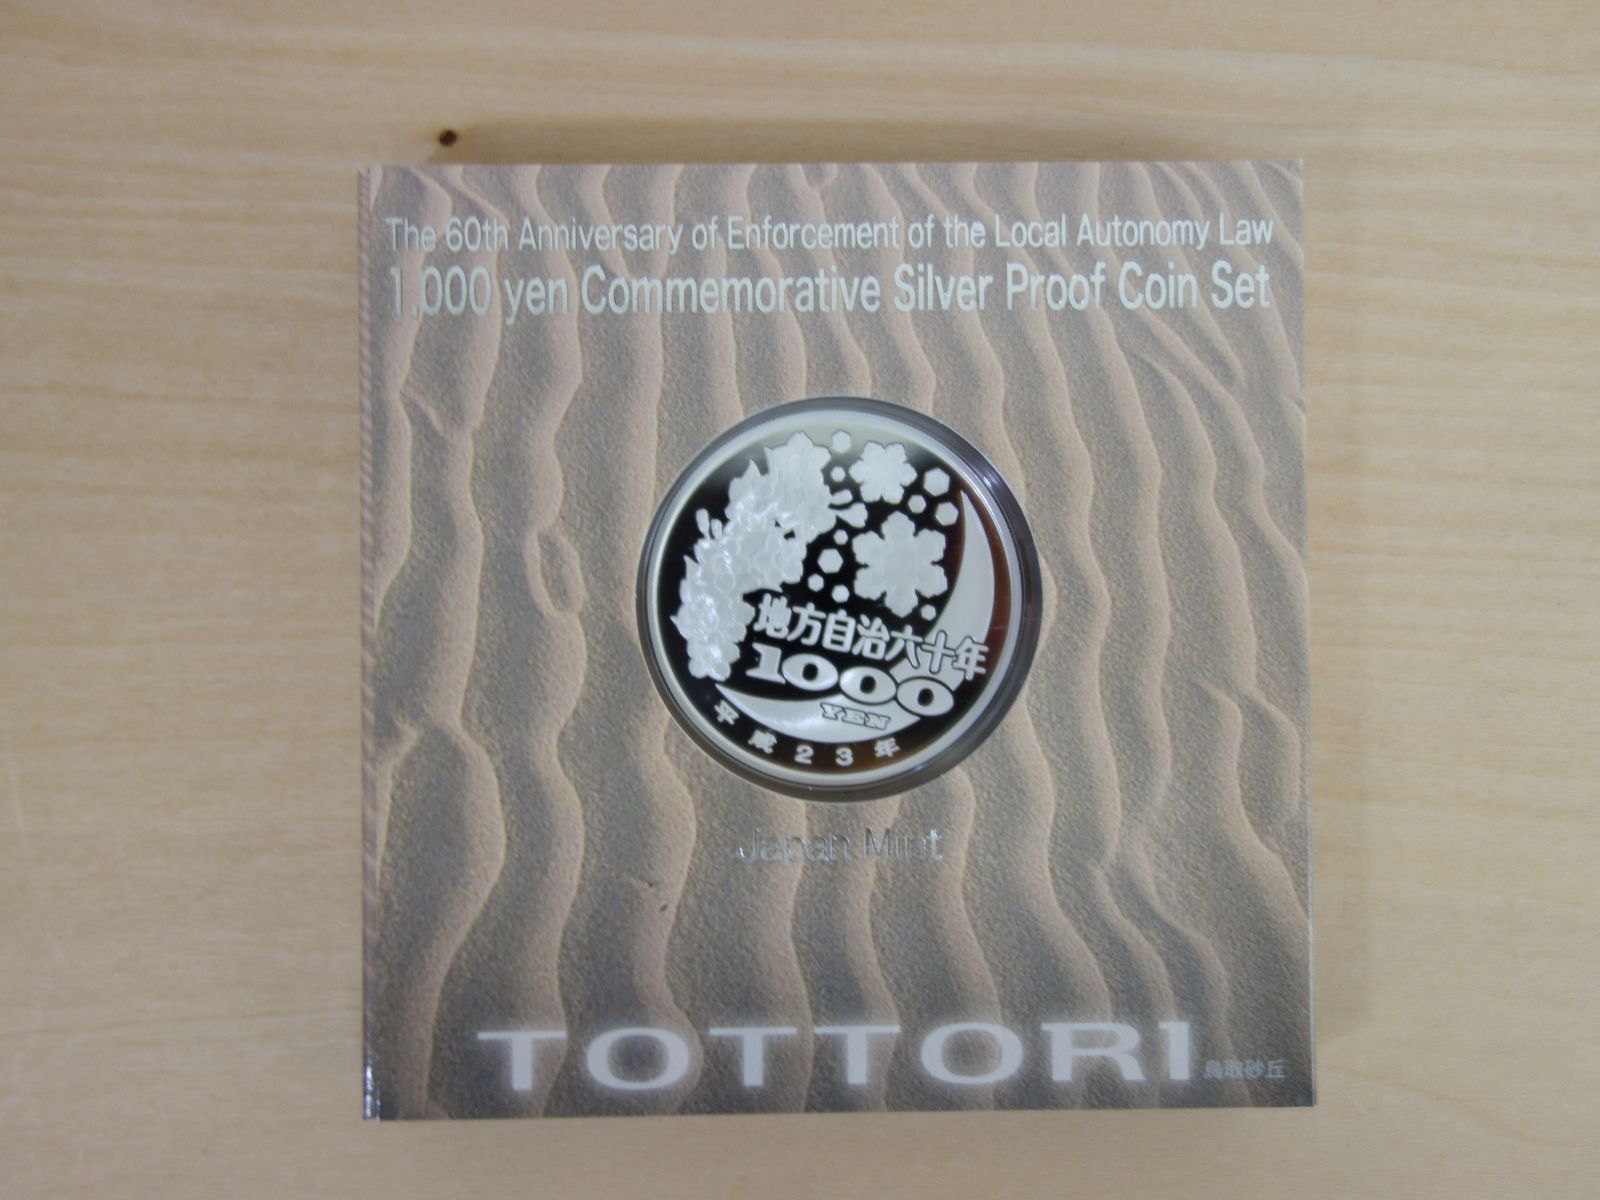 The 60th Anniversary of Enforcement of the Local Autonomy Law
1,000 yen Commemorative Silver Proof Coin Set
地方自治六十年
1000
YEN
平成23年
Japan Mint
TOTTORI
鳥取砂丘